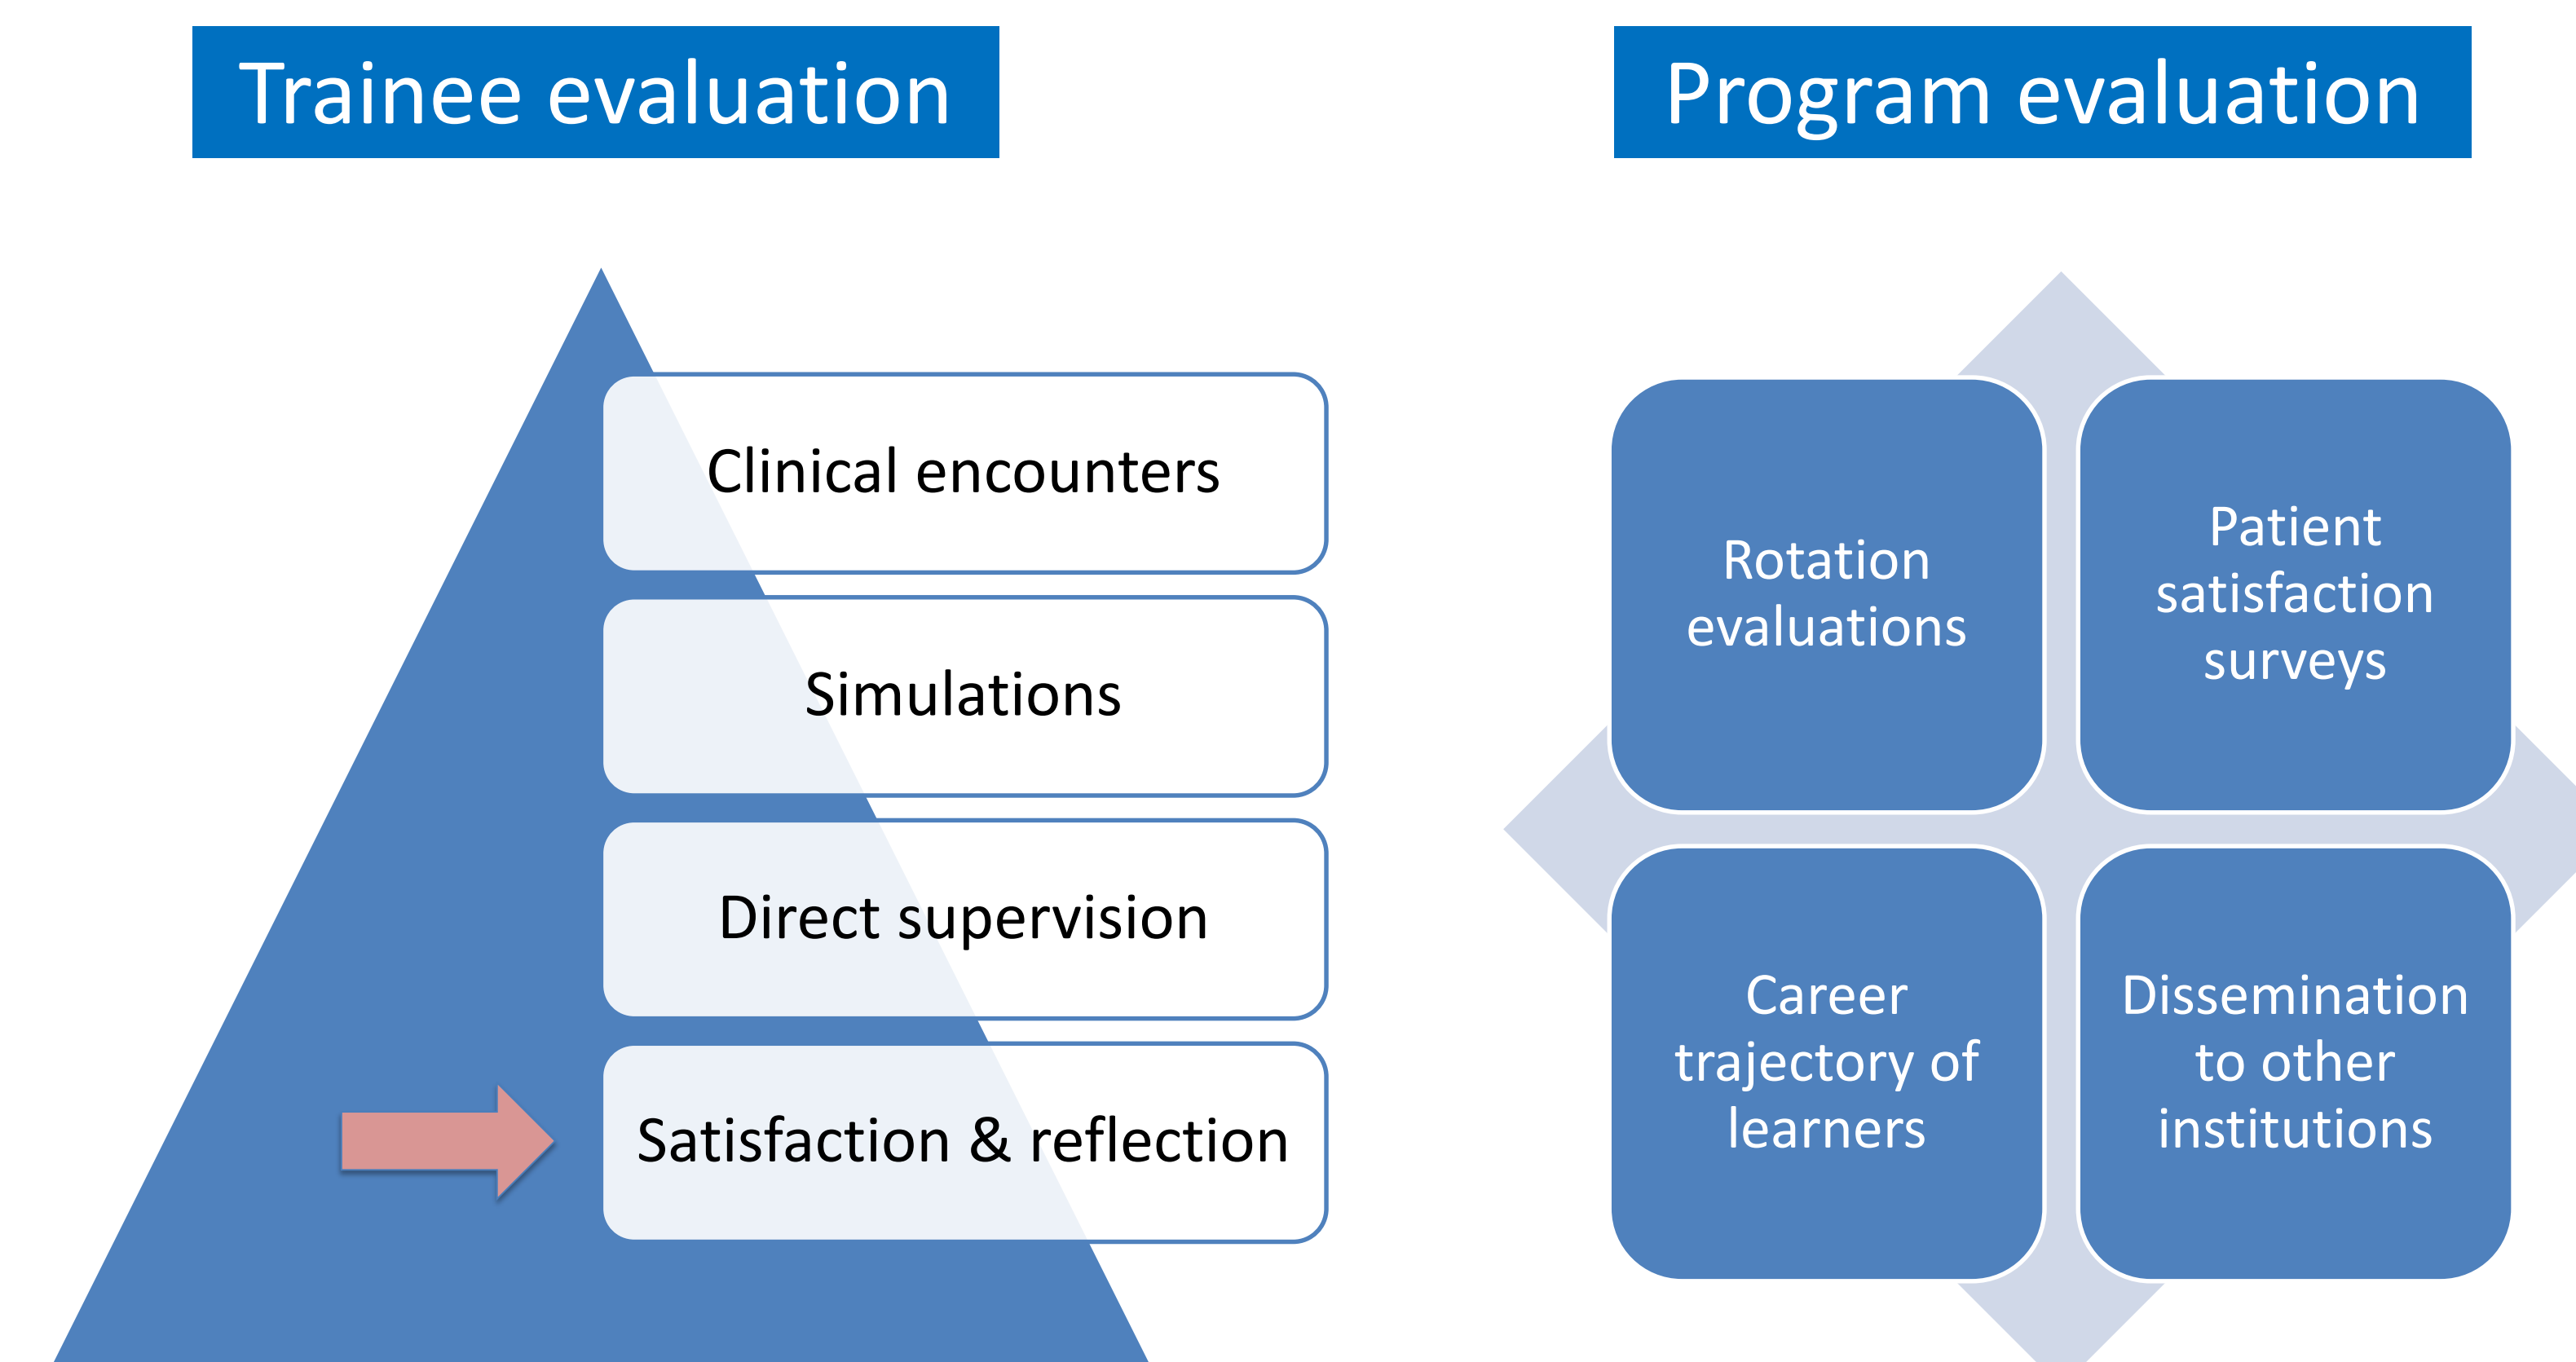 Trainee evaluation
Clinical encounters
Simulations
Direct supervision
Satisfaction & reflection
Program evaluation
Rotation
evaluations
Patient
satisfaction
surveys
Career
trajectory of
learners
Dissemination
to other
institutions